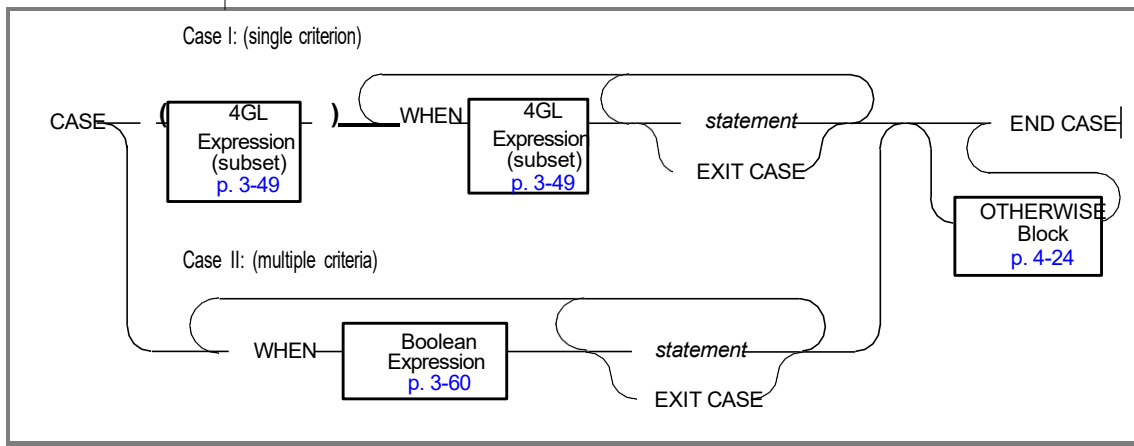 Case I: (single criterion)
CASE ( 4GL Expression (subset) p. 3-49 ) WHEN 4GL Expression (subset) p. 3-49 statement END CASE
EXIT CASE
OTHERWISE Block p. 4-24
Case II: (multiple criteria)
WHEN Boolean Expression p. 3-60 statement
EXIT CASE